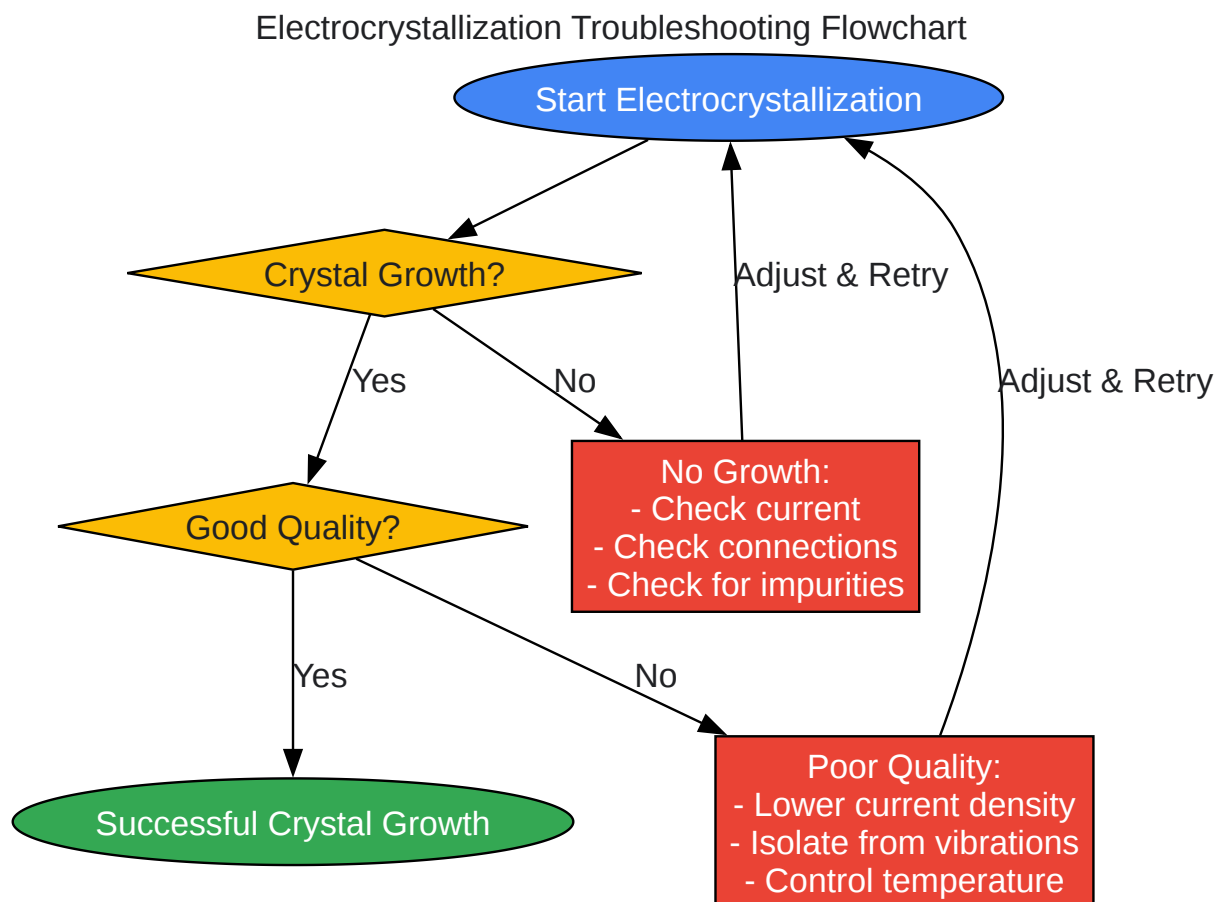 Electrocrystallization Troubleshooting Flowchart
Start Electrocrystallization
Crystal Growth?
Adjust & Retry
Yes
No
Adjust & Retry
No Growth:
- Check current
- Check connections
- Check for impurities
Good Quality?
Yes
No
Successful Crystal Growth
Poor Quality:
- Lower current density
- Isolate from vibrations
- Control temperature